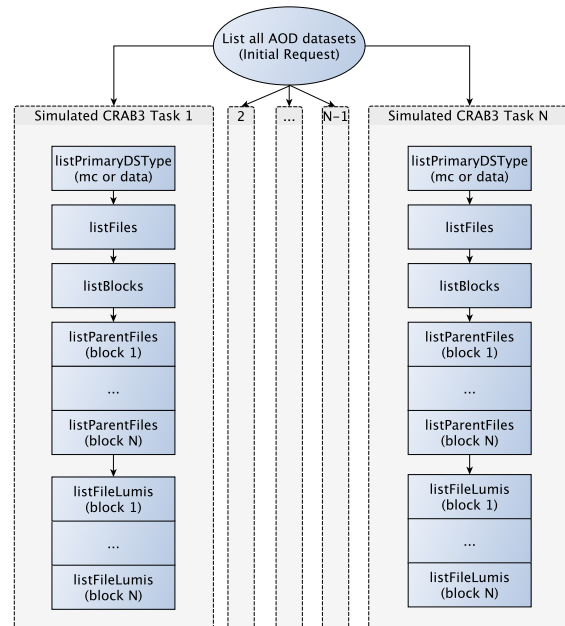 List all AOD datasets
(Initial Request)
Simulated CRAB3 Task 1
2
...
N-1
Simulated CRAB3 Task N
listPrimaryDSType
(mc or data)
listFiles
listBlocks
listParentFiles
(block 1)
...
listParentFiles
(block N)
listFileLumis
(block 1)
...
listFileLumis
(block N)
listPrimaryDSType
(mc or data)
listFiles
listBlocks
listParentFiles
(block 1)
...
listParentFiles
(block N)
listFileLumis
(block 1)
...
listFileLumis
(block N)